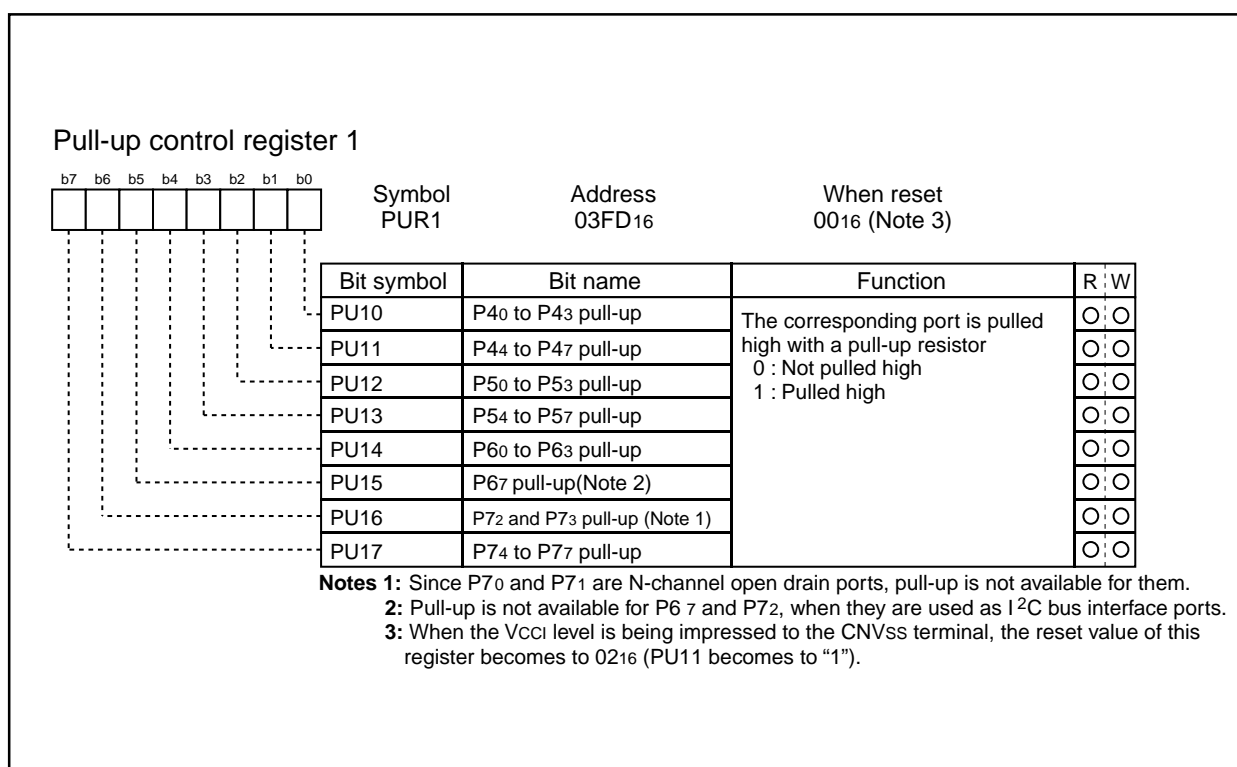 Pull-up control register 1
b7 b6 b5 b4 b3 b2 b1 b0
Symbol Address When reset
PUR1 03FD16 0016 (Note 3)
Bit symbol Bit name Function R W
PU10 P40 to P43 pull-up
The corresponding port is pulled
PU11 P44 to P47 pull-up
high with a pull-up resistor
0 : Not pulled high
PU12 P50 to P53 pull-up
1 : Pulled high
PU13 P54 to P57 pull-up
PU14 P60 to P63 pull-up
PU15 P67 pull-up(Note 2)
PU16 P72 and P73 pull-up (Note 1)
PU17 P74 to P77 pull-up
Notes 1: Since P70 and P71 are N-channel open drain ports, pull-up is not available for them.
2: Pull-up is not available for P6 7 and P72, when they are used as I 2C bus interface ports.
3: When the VCCI level is being impressed to the CNVSS terminal, the reset value of this
register becomes to 0216 (PU11 becomes to “1”).